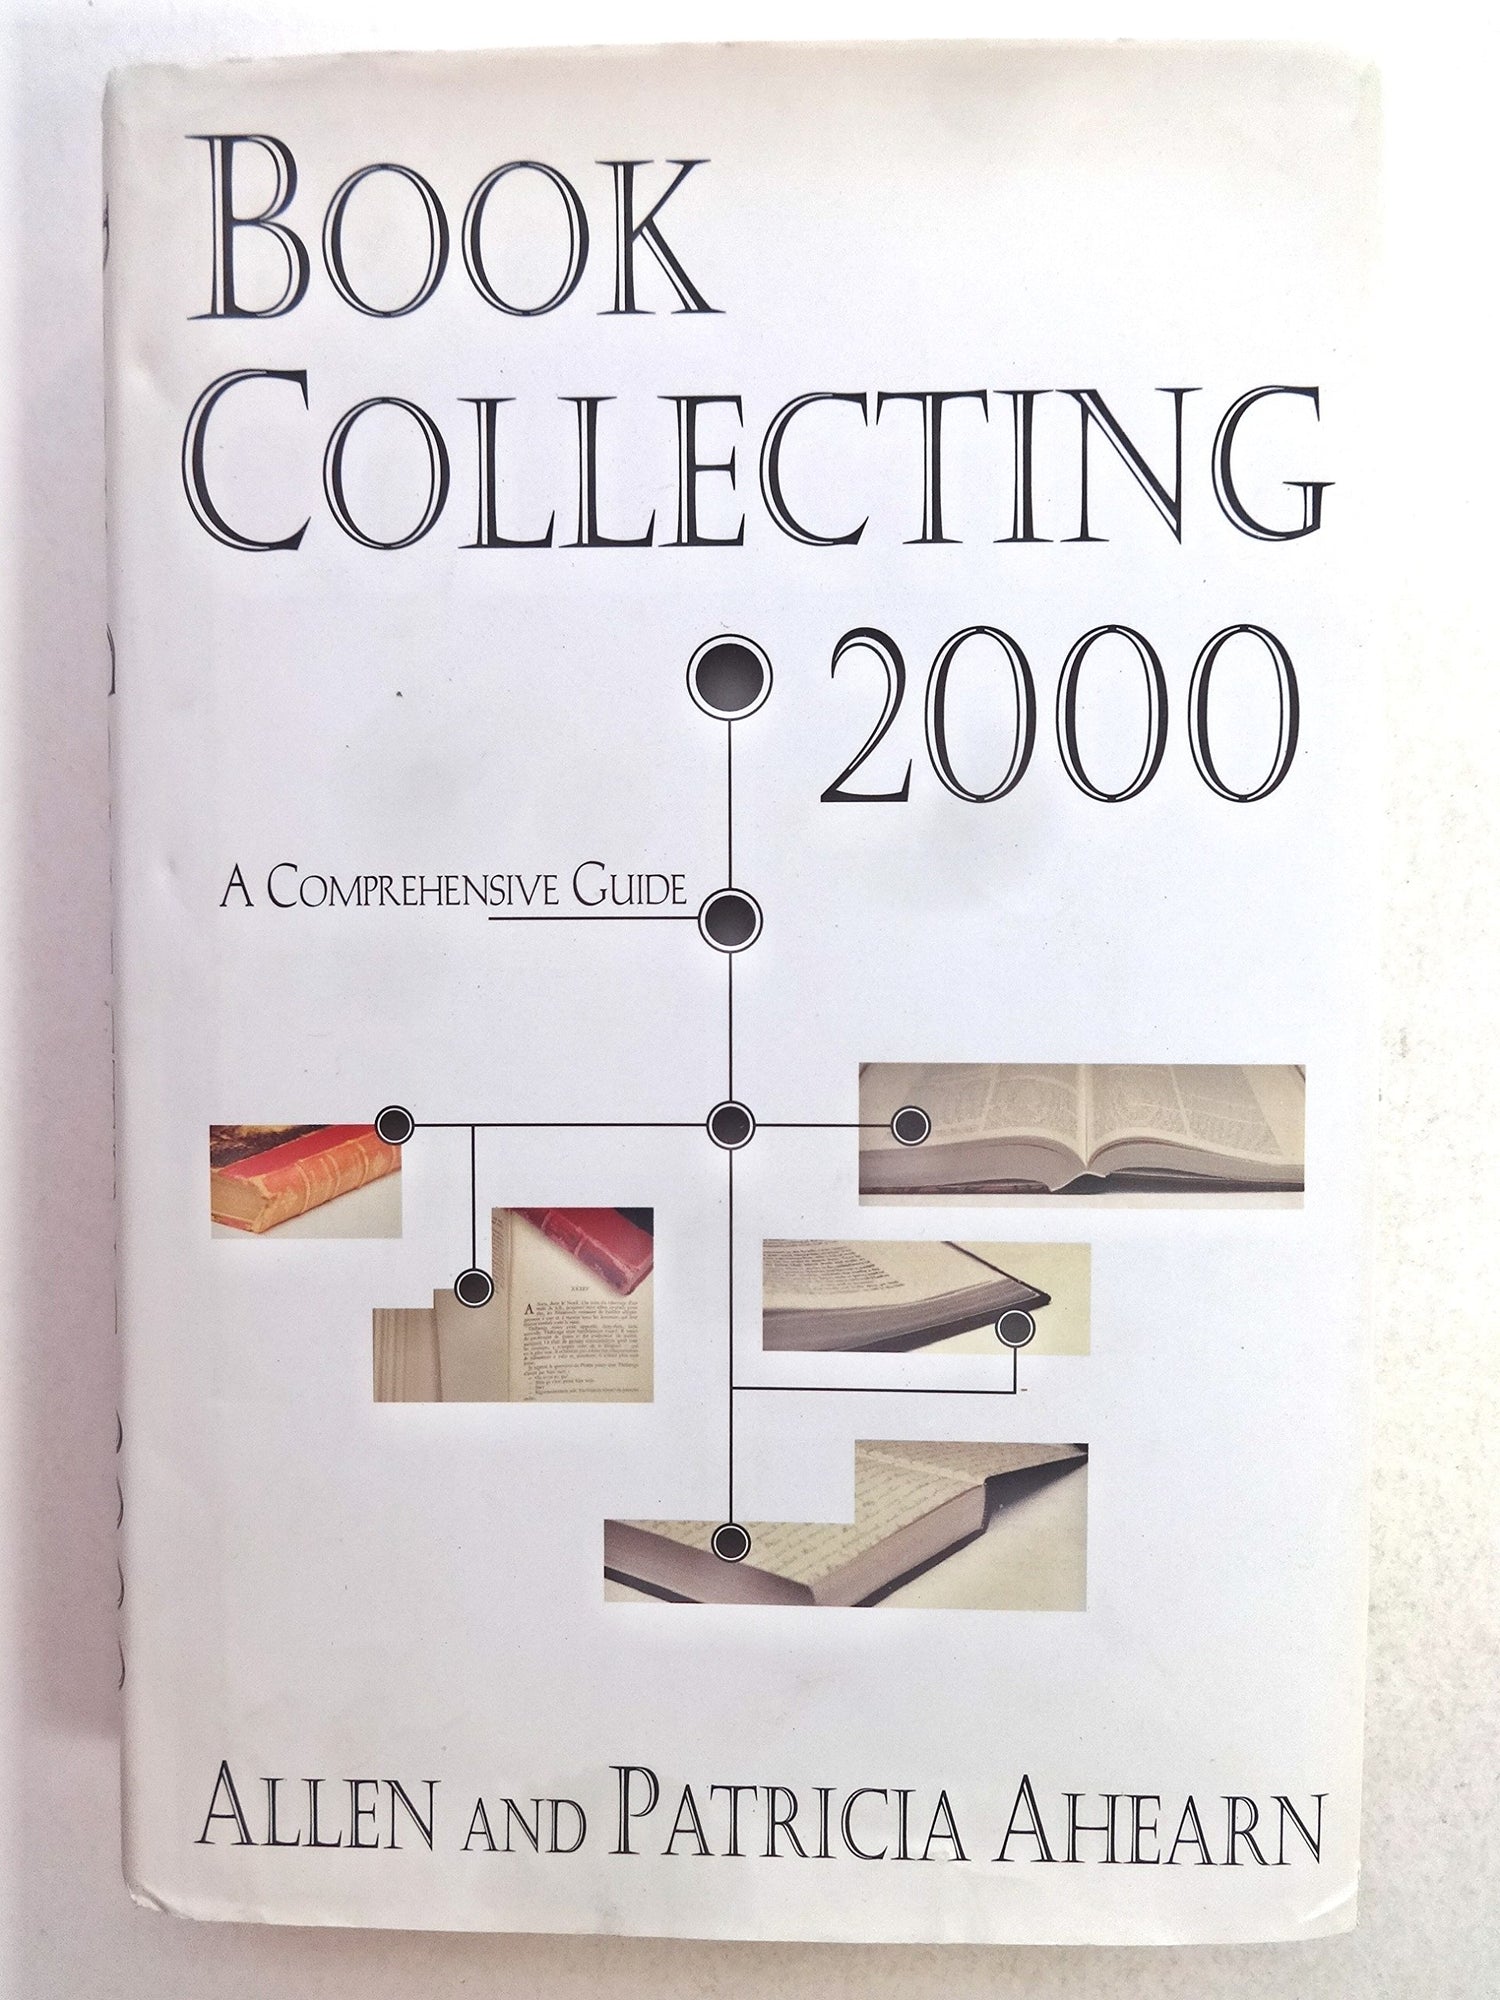 BOOK
COLLECTING
2000
A COMPREHENSIVE GUIDE
ALLEN AND PATRICIA AHEARN